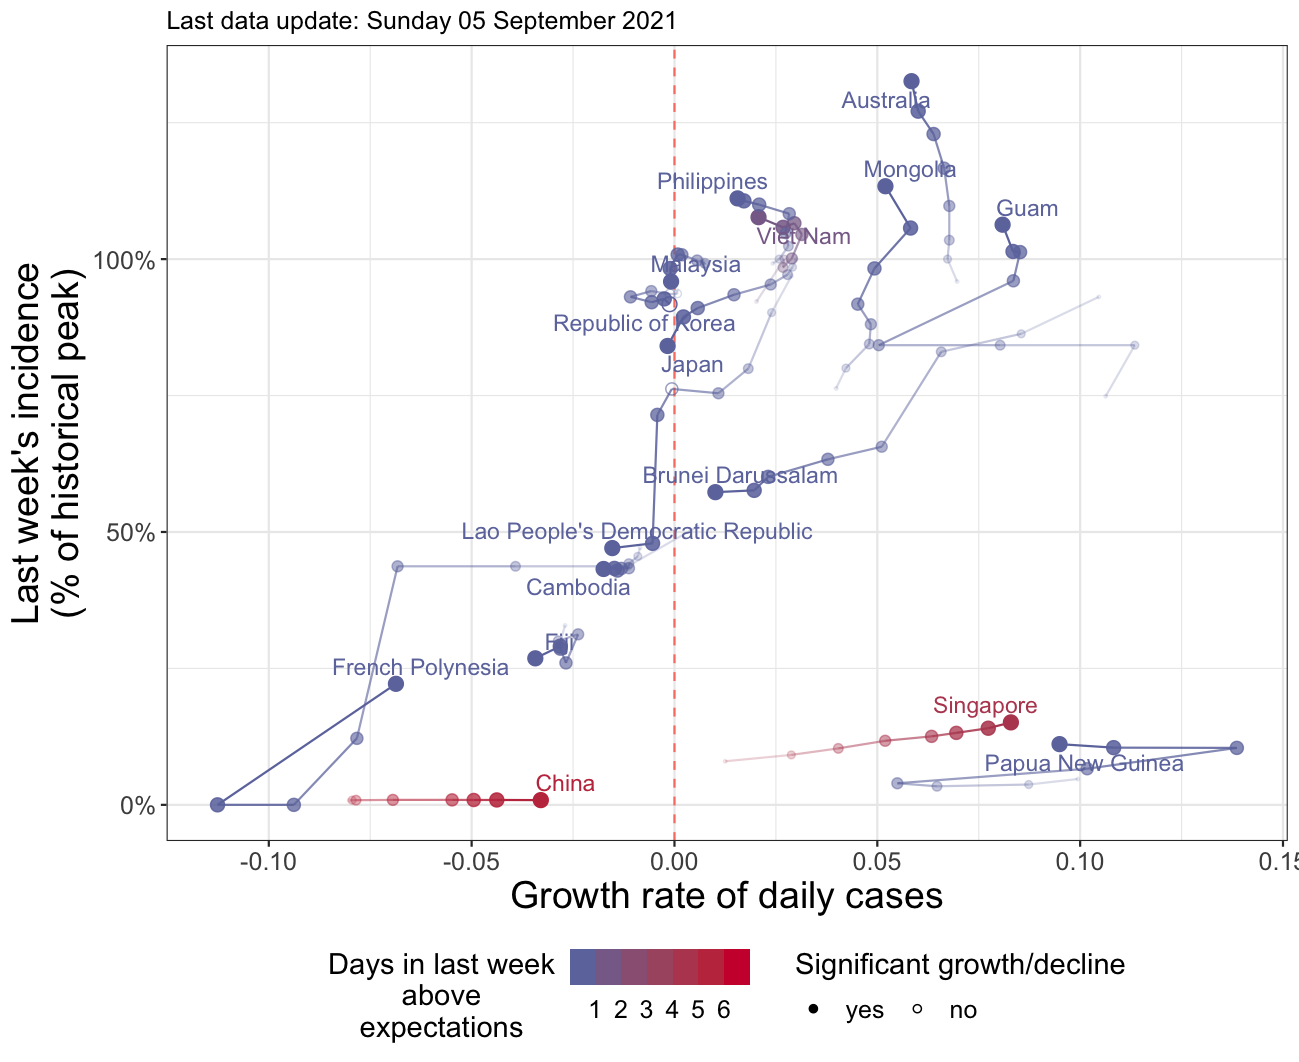 Last data update: Sunday 05 September 2021
Last week's incidence
(% of historical peak)
100%
50%
0%
Australia
Mongolia
Philippines
Guam
Viet Nam
Malaysia
Republic of Korea
Japan
Brunei Darussalam
Lao People's Democratic Republic
Cambodia
Fiji
French Polynesia
Singapore
Papua New Guinea
China
-0.10 -0.05 0.00 0.05 0.10 0.15
Growth rate of daily cases
Days in last week
above
expectations
1 2 3 4 5 6
Significant growth/decline
yes no